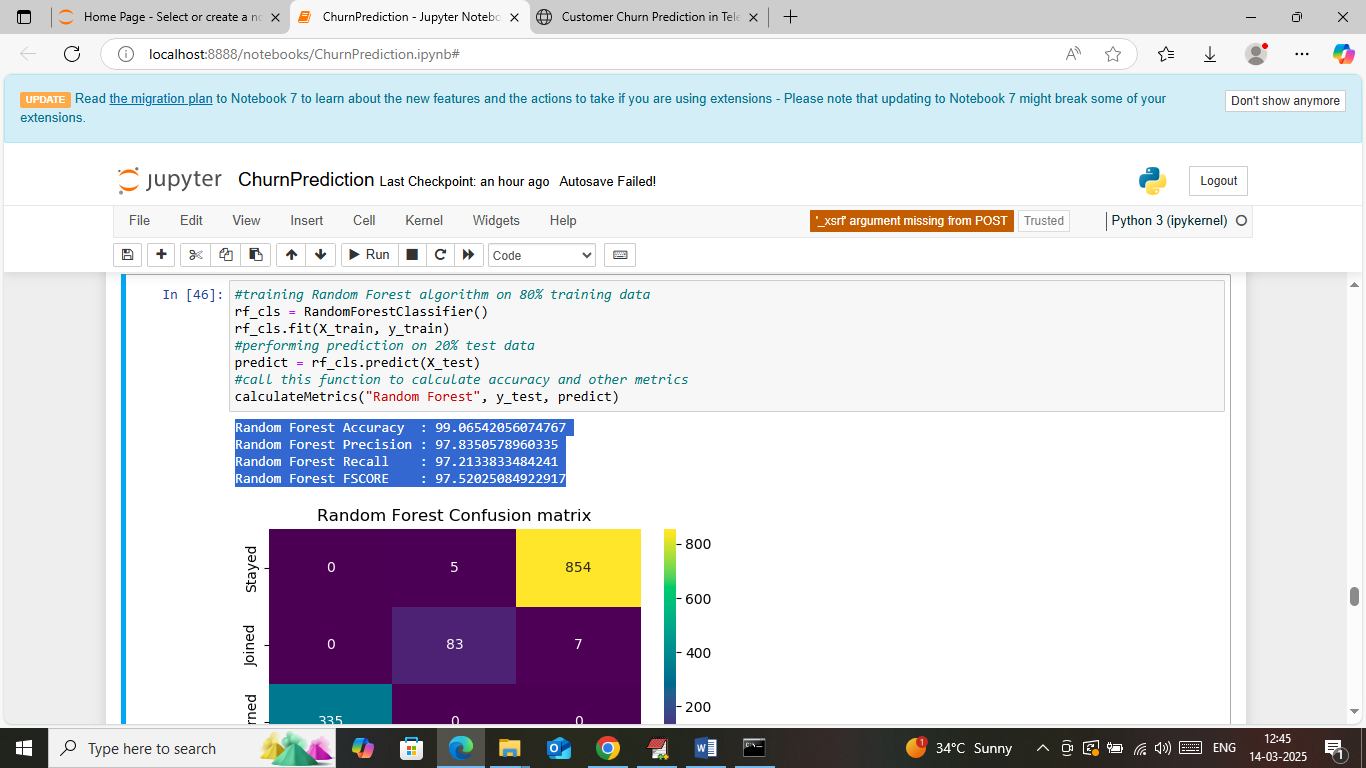 Home Page - Select or create a n
ChurnPrediction - Jupyter Notebo
Customer Churn Prediction in Tele
localhost:8888/notebooks/ChurnPrediction.ipynb#
UPDATE Read the migration plan to Notebook 7 to learn about the new features and the actions to take if you are using extensions - Please note that updating to Notebook 7 might break some of your
extensions.
Don't show anymore
jupyter ChurnPrediction Last Checkpoint: an hour ago Autosave Failed!
Logout
File Edit View Insert Cell Kernel Widgets Help
'_xsrf' argument missing from POST
Trusted
Python 3 (ipykernel)
Run
Code
In [46]:
#training Random Forest algorithm on 80% training data
rf_cls = RandomForestClassifier()
rf_cls.fit(X_train, y_train)
#performing prediction on 20% test data
predict = rf_cls.predict(X_test)
#call this function to calculate accuracy and other metrics
calculateMetrics("Random Forest", y_test, predict)
Random Forest Accuracy : 99.06542056074767
Random Forest Precision : 97.8350578960335
Random Forest Recall : 97.2133833484241
Random Forest FSCORE : 97.52025084922917
Random Forest Confusion matrix
Stayed 0 5 854
Joined 0 83 7
rned 335 0 0
800
600
400
200
Type here to search
34°C Sunny
ENG
12:45
14-03-2025
1